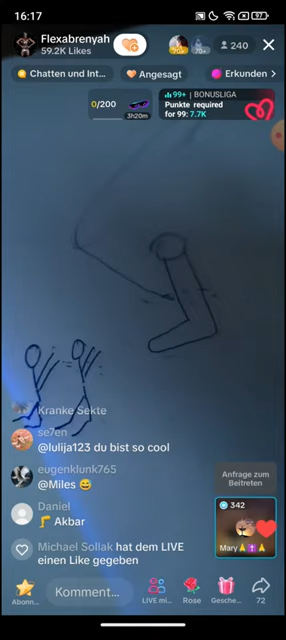 16:17
97
Flexabrenyah
59.2K Likes
240
Chatten und Int...
Angesagt
Erkunden >
0/200
3h20m
99+ | BONUSLIGA
Punkte required
for 99: 7.7K
Kranke Sekte
se7en
@lulija123 du bist so cool
eugenklunk765
@Miles 😅
Daniel
Akbar
Michael Sollak hat dem LIVE
einen Like gegeben
Anfrage zum
Beitreten
342
Mary🙏✝️🙏
Abonn...
Komment...
LIVE mi...
Rose
Gesche...
72